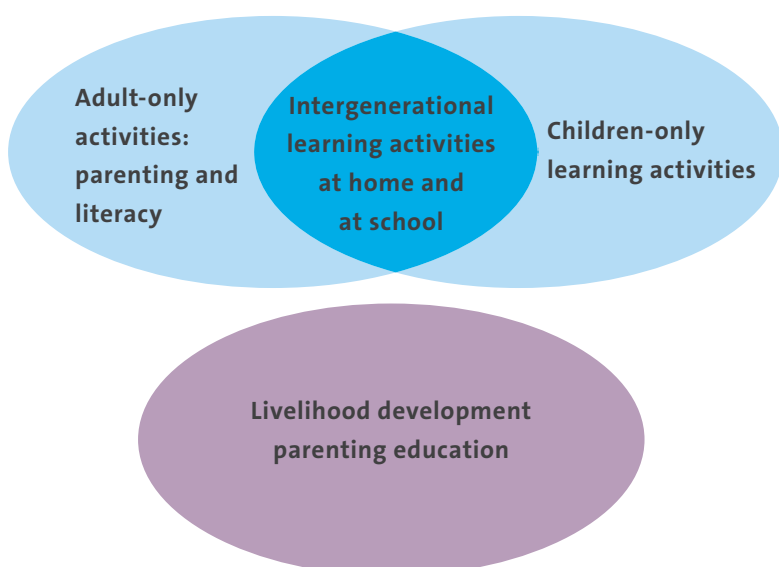 Adult-only
activities:
parenting and
literacy
Intergenerational
learning activities
at home and
at school
Children-only
learning activities
Livelihood development
parenting education